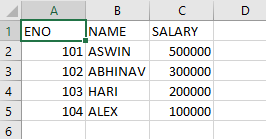 A B C D
1 ENO NAME SALARY
2 101 ASWIN 500000
3 102 ABHINAV 300000
4 103 HARI 200000
5 104 ALEX 100000
6